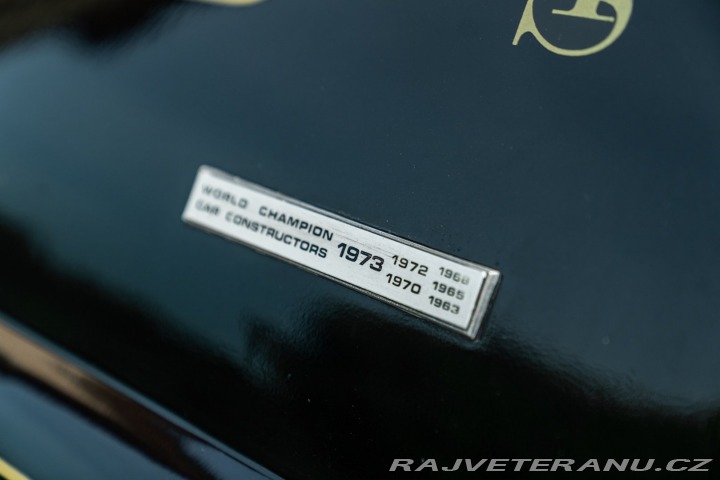 WORLD CHAMPION
CAR CONSTRUCTORS 1973
1972 1968
1970 1965
1963
RAJVETERANU.CZ